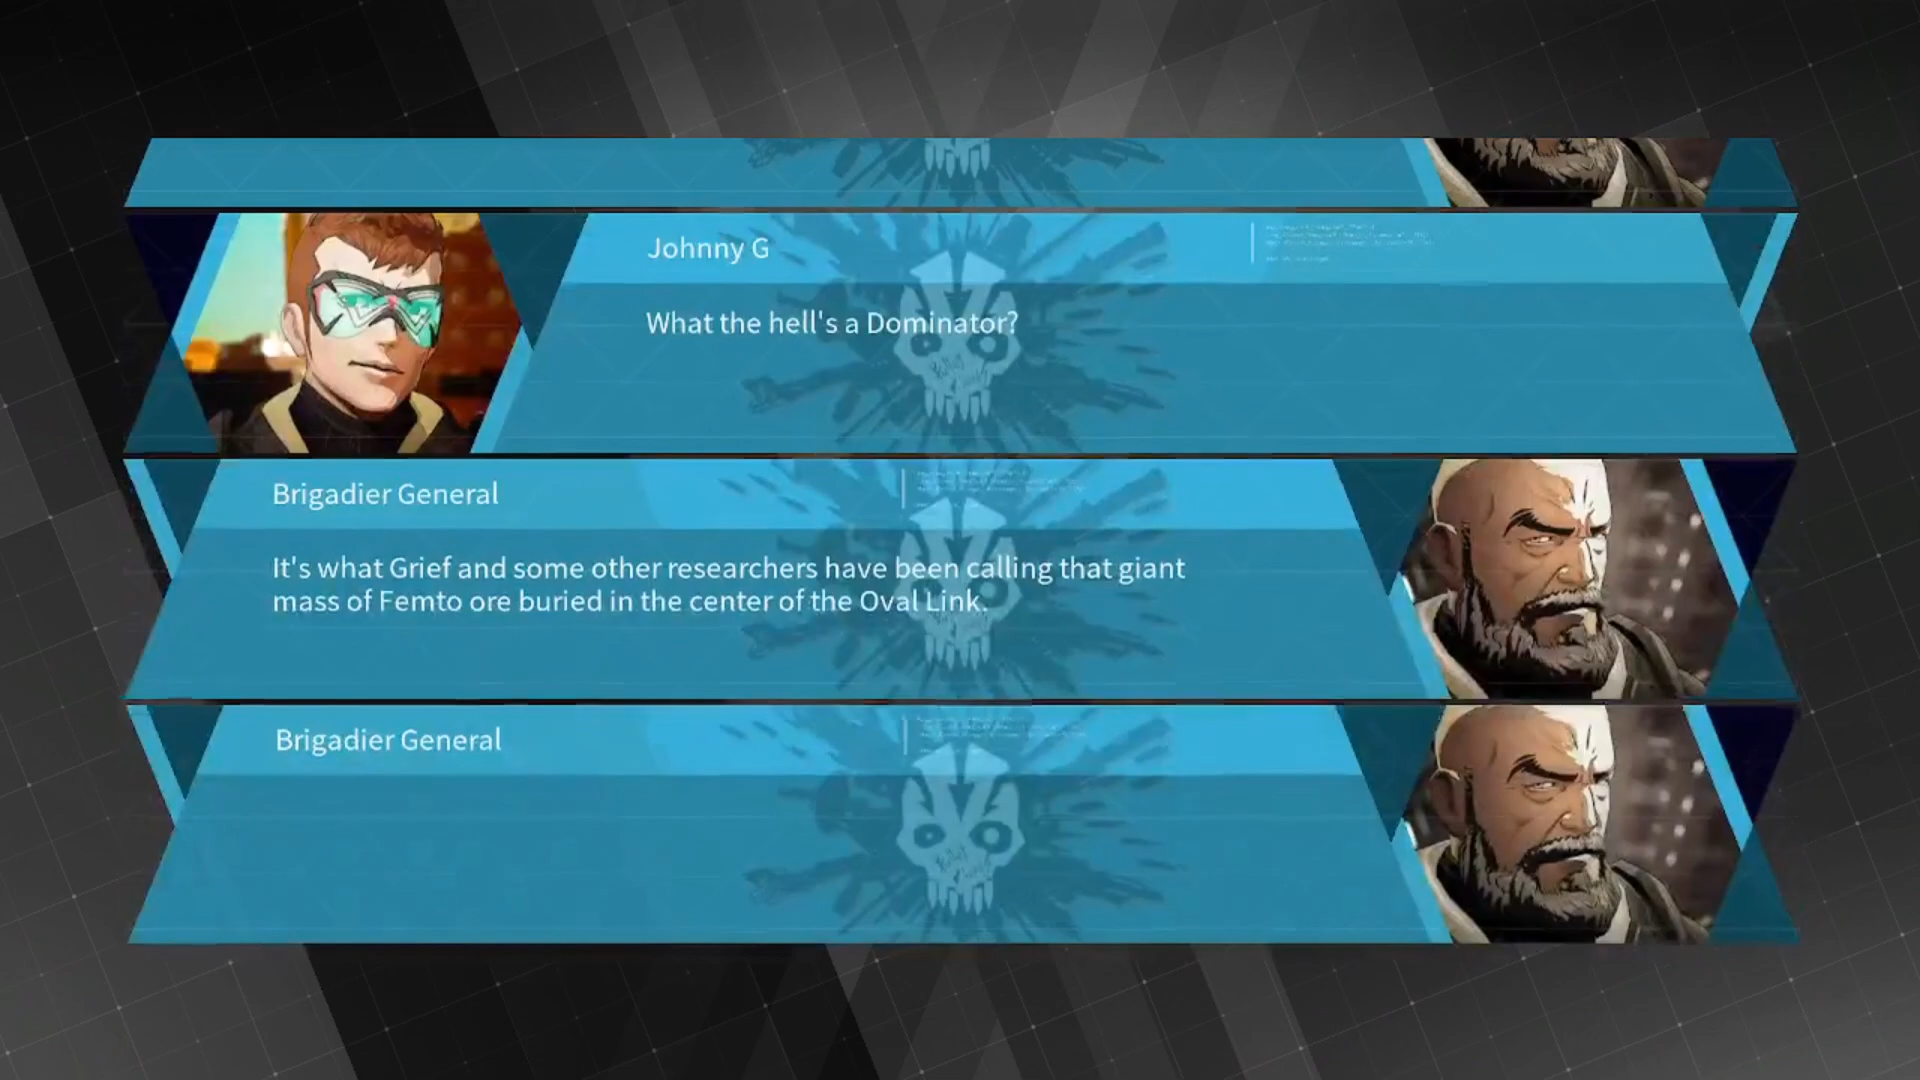 Johnny G
What the hell's a Dominator?
Brigadier General
It's what Grief and some other researchers have been calling that giant
mass of Femto ore buried in the center of the Oval Link.
Brigadier General